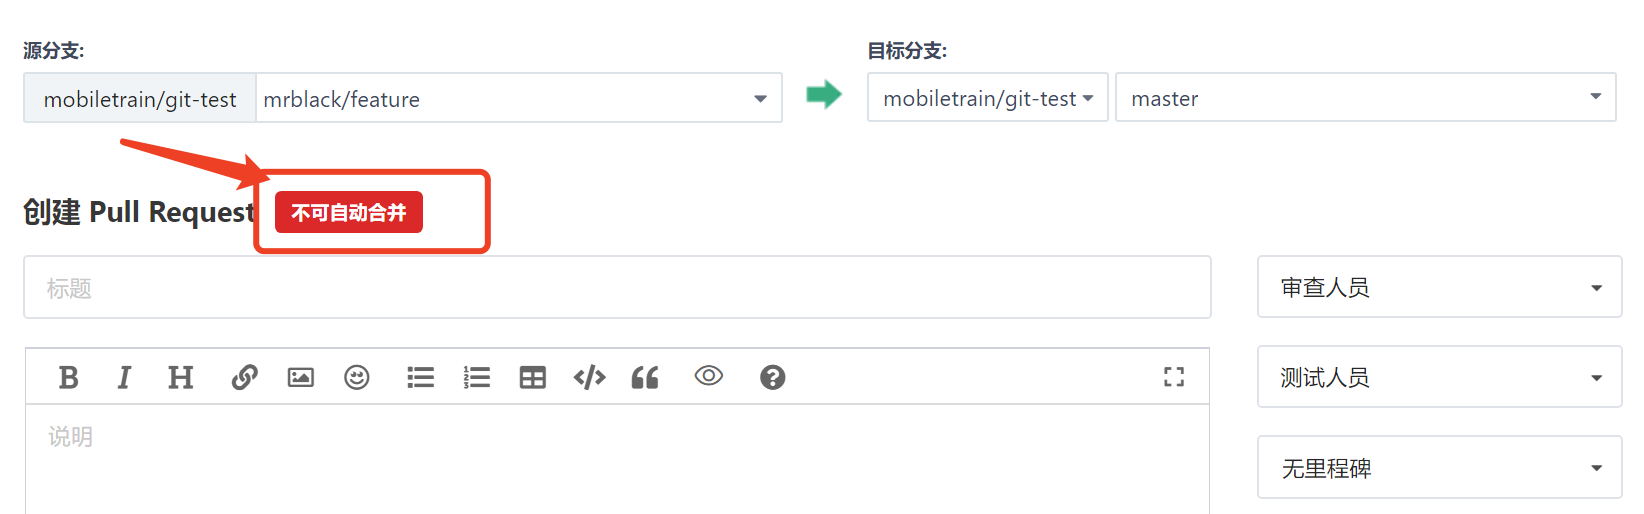 源分支:
目标分支:
mobiletrain/git-test mrblack/feature
mobiletrain/git-test master
创建 Pull Request 不可自动合并
标题
审查人员
B I H
测试人员
说明
无里程碑